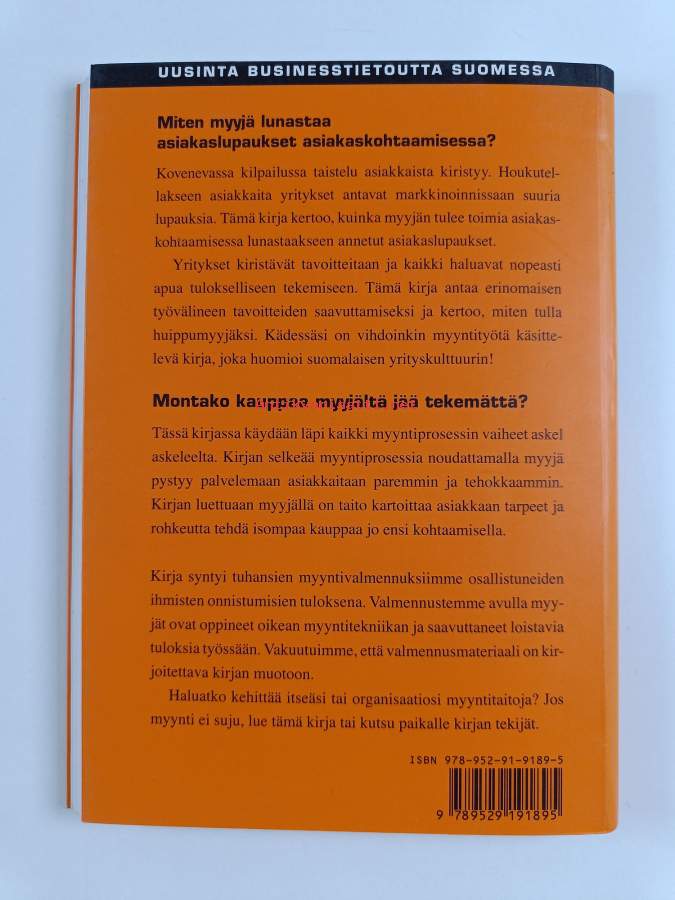 UUSINTA BUSINESSTIETOUTTA SUOMESSA
Miten myyjä lunastaa
asiakaslupaukset asiakaskohtaamisessa?
Kovenevassa kilpailussa taistelu asiakkaista kiristyy. Houkutel-
lakseen asiakkaita yritykset antavat markkinoinnissaan suuria
lupauksia. Tämä kirja kertoo, kuinka myyjän tulee toimia asiakas-
kohtaamisessa lunastaakseen annetut asiakaslupaukset.
Yritykset kiristävät tavoitteitaan ja kaikki haluavat nopeasti
apua tulokselliseen tekemiseen. Tämä kirja antaa erinomaisen
työvälineen tavoitteiden saavuttamiseksi ja kertoo, miten tulla
huippumyyjäksi. Kädessäsi on vihdoinkin myyntityötä käsitte-
levä kirja, joka huomioi suomalaisen yrityskulttuurin!
Montako kauppaa myyjältä jää tekemättä?
Tässä kirjassa käydään läpi kaikki myyntiprosessin vaiheet askel
askeleelta. Kirjan selkeää myyntiprosessia noudattamalla myyjä
pystyy palvelemaan asiakkaitaan paremmin ja tehokkaammin.
Kirjan luettuaan myyjällä on taito kartoittaa asiakkaan tarpeet ja
rohkeutta tehdä isompaa kauppaa jo ensi kohtaamisella.
Kirja syntyi tuhansien myyntivalmennuksiimme osallistuneiden
ihmisten onnistumisien tuloksena. Valmennustemme avulla myy-
jät ovat oppineet oikean myyntitekniikan ja saavuttaneet loistavia
tuloksia työssään. Vakuutuimme, että valmennusmateriaali on kir-
joitettava kirjan muotoon.
Haluatko kehittää itseäsi tai organisaatiosi myyntitaitoja? Jos
myynti ei suju, lue tämä kirja tai kutsu paikalle kirjan tekijät.
ISBN 978-952-91-9189-5
9 789529 191895